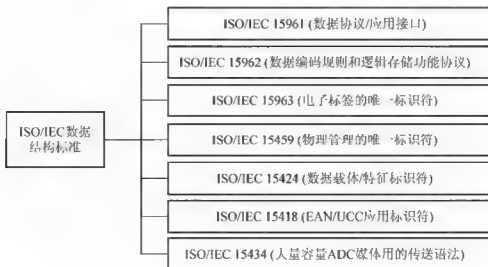 ISO/IEC 15961 (数据协议/应用接口)
ISO/IEC 15962 (数据编码规则和逻辑存储功能协议)
ISO/IEC 15963 (电子标签的唯一标识符)
ISO/IEC数据
结构标准
ISO/IEC 15459 (物理管理的唯一标识符)
ISO/IEC 15424 (数据载体/特征标识符)
ISO/IEC 15418 (EAN/UCC应用标识符)
ISO/IEC 15434 (大量容量ADC媒体用的传送语法)